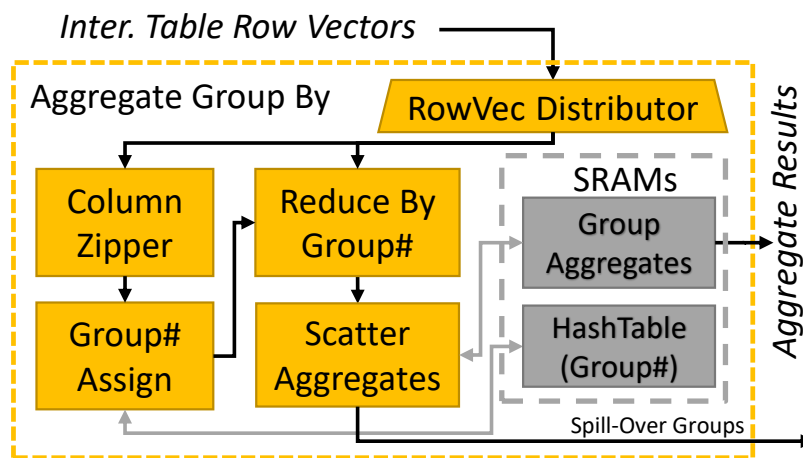 Inter. Table Row Vectors
Aggregate Group By
RowVec Distributor
Column
Zipper
Reduce By
Group#
SRAMs
Group
Aggregates
Group#
Assign
Scatter
Aggregates
HashTable
(Group#)
Aggregate Results
Spill-Over Groups